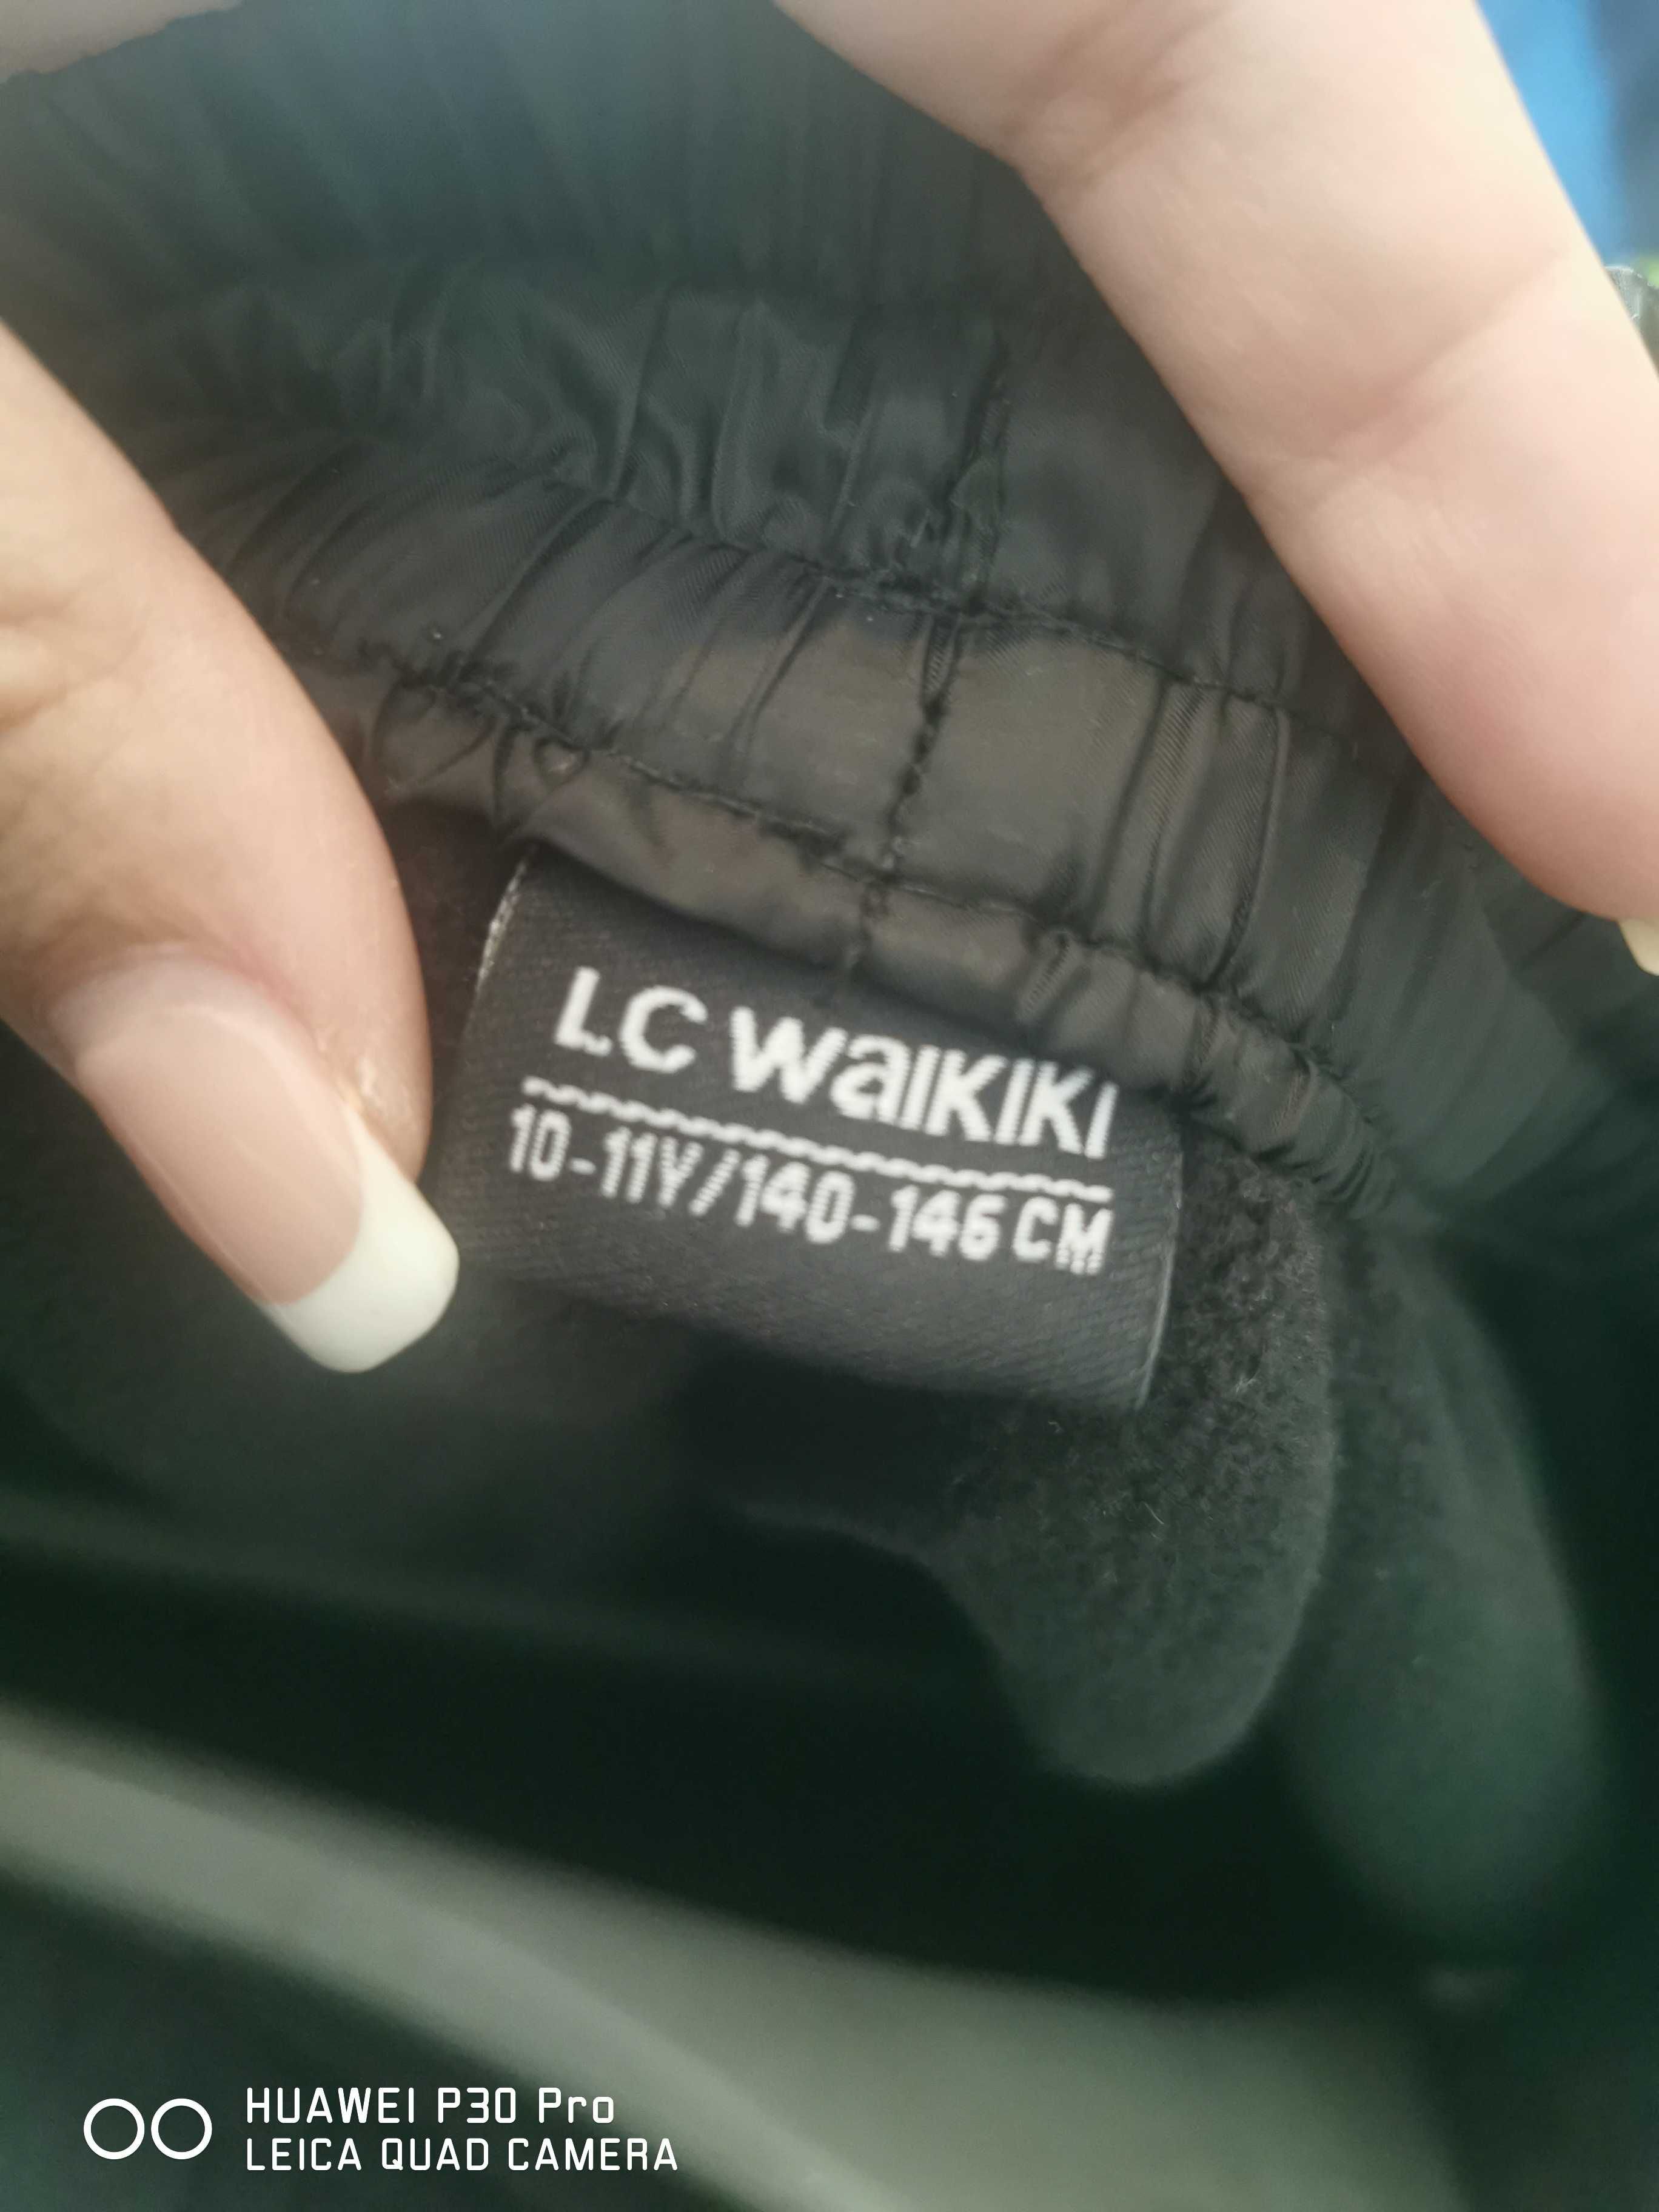 LC WAIKIKI
10-11Y/140-146 CM
HUAWEI P30 Pro
LEICA QUAD CAMERA